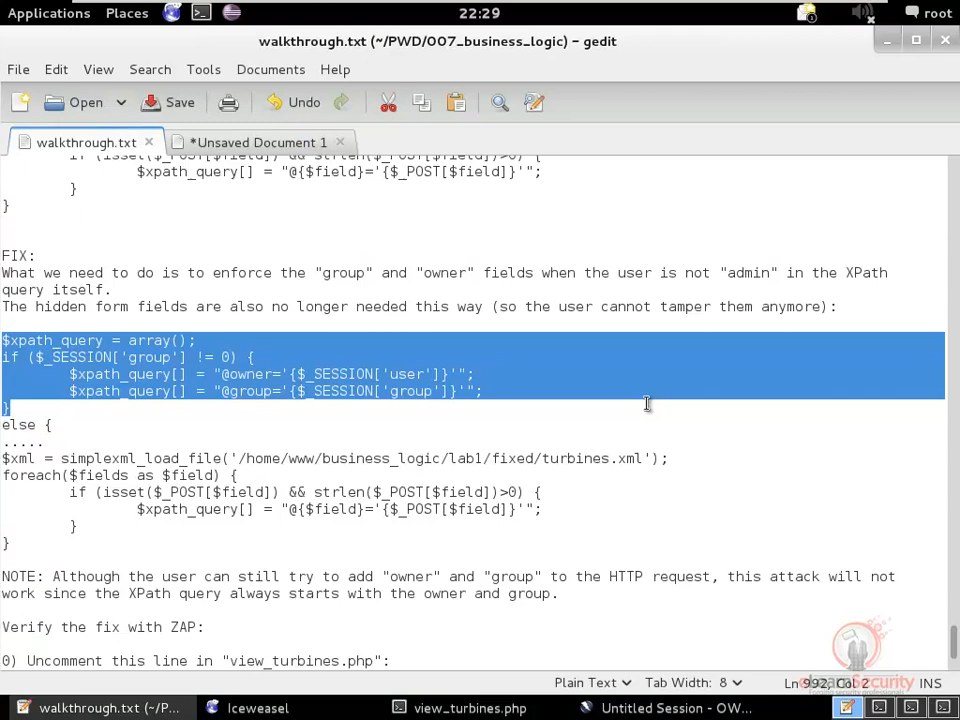 Applications Places 22:29 root
walkthrough.txt (~/PWD/007_business_logic) - gedit
File Edit View Search Tools Documents Help
Open Save Undo
walkthrough.txt *Unsaved Document 1
if (isset($_POST[$field]) && strlen($_POST[$field])>0) {
$xpath_query[] = "@{$field}='{$_POST[$field]}'";
}
}
FIX:
What we need to do is to enforce the "group" and "owner" fields when the user is not "admin" in the XPath
query itself.
The hidden form fields are also no longer needed this way (so the user cannot tamper them anymore):
$xpath_query = array();
if ($_SESSION['group'] != 0) {
$xpath_query[] = "@owner='{$_SESSION['user']}'";
$xpath_query[] = "@group='{$_SESSION['group']}'";
}
else {
.....
$xml = simplexml_load_file('/home/www/business_logic/lab1/fixed/turbines.xml');
foreach($fields as $field) {
if (isset($_POST[$field]) && strlen($_POST[$field])>0) {
$xpath_query[] = "@{$field}='{$_POST[$field]}'";
}
}
NOTE: Although the user can still try to add "owner" and "group" to the HTTP request, this attack will not
work since the XPath query always starts with the owner and group.
Verify the fix with ZAP:
0) Uncomment this line in "view_turbines.php":
Plain Text Tab Width: 8 Ln 992, Col 2 INS
walkthrough.txt (~/P... Iceweasel view_turbines.php Untitled Session - OW...